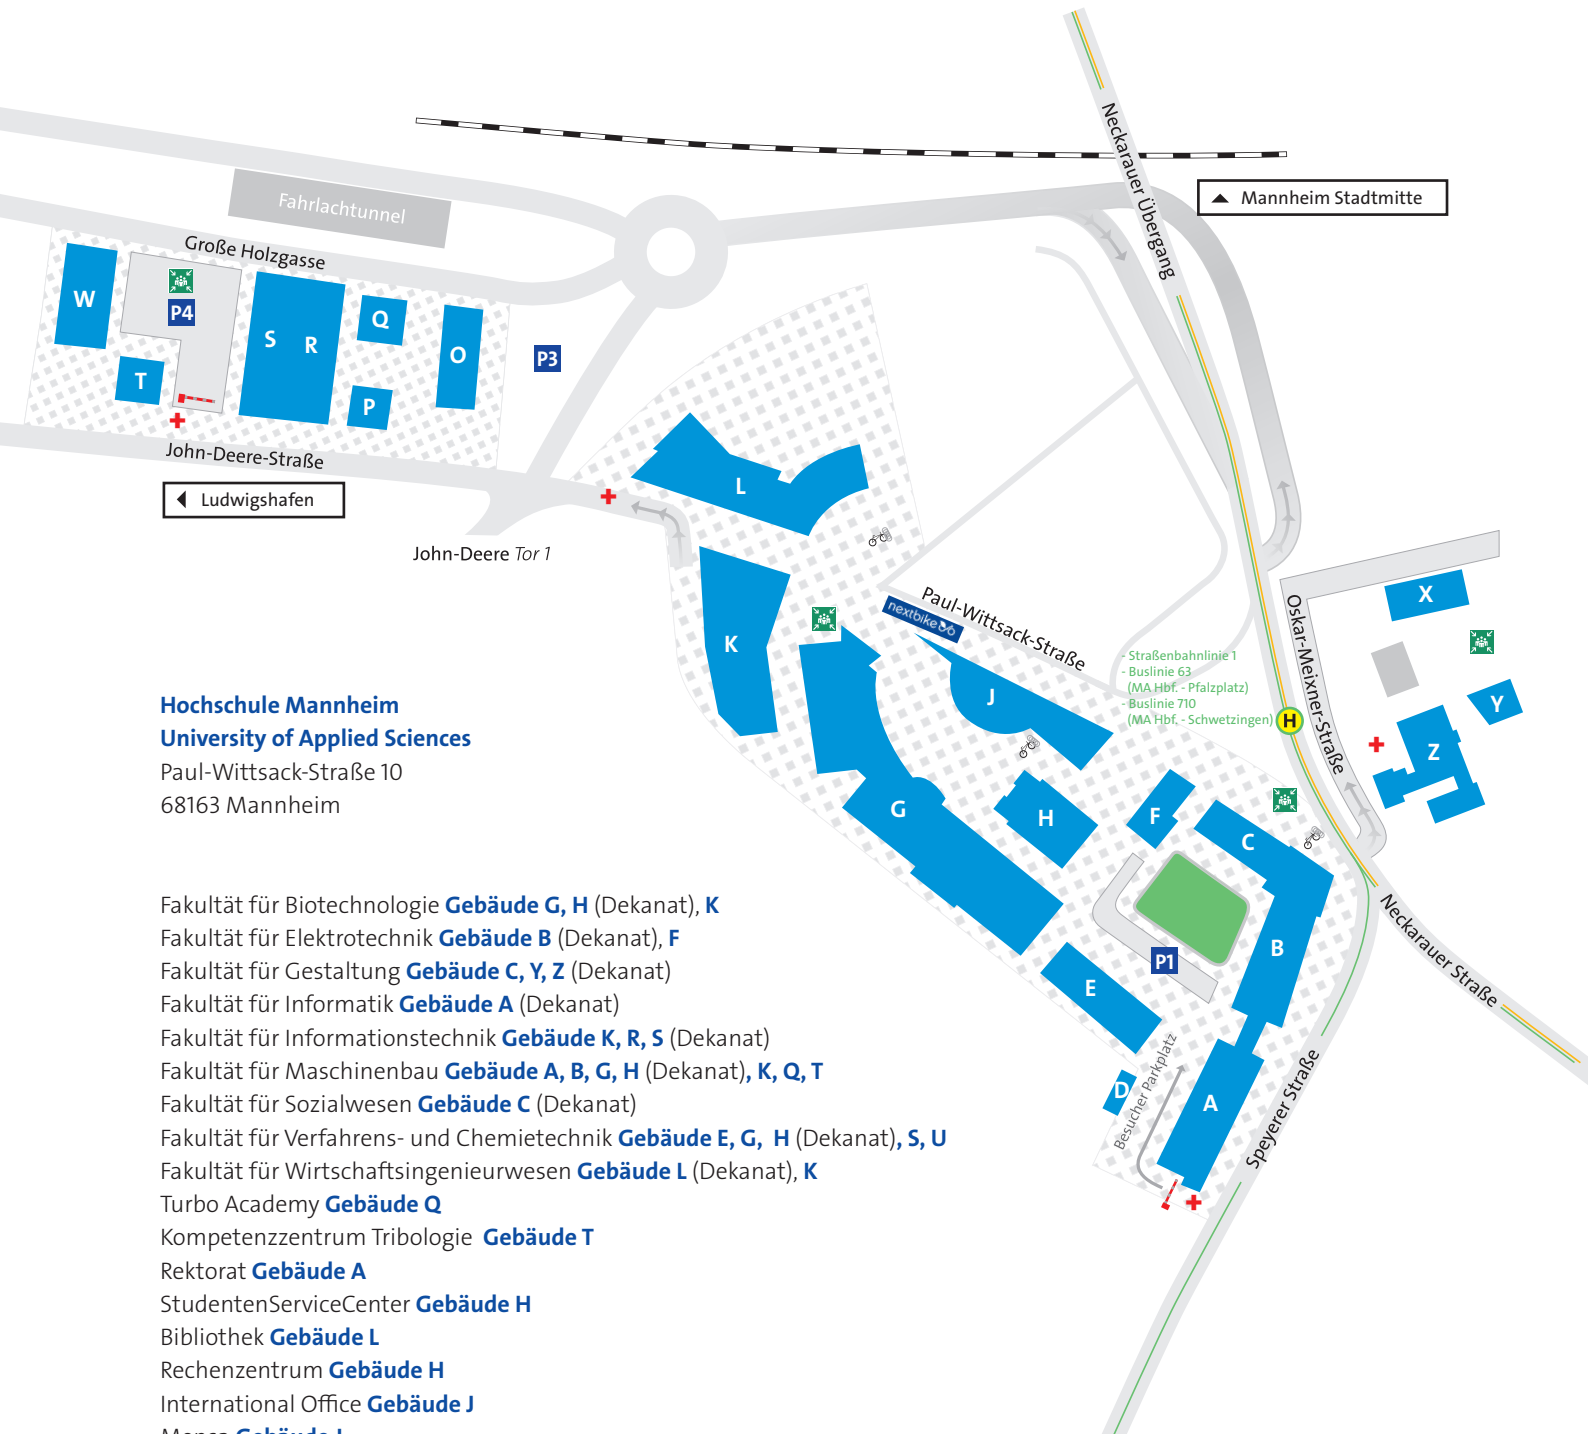 Neckarauer Übergang
Mannheim Stadtmitte
Fahrlachtunnel
Große Holzgasse
W
P4
S
R
Q
O
P3
T
P
John-Deere-Straße
Ludwigshafen
John-Deere Tor 1
L
K
nextbike
Paul-Wittsack-Straße
J
- Straßenbahnlinie 1
- Buslinie 63
(MA Hbf. - Pfalzplatz)
- Buslinie 710
(MA Hbf. - Schwetzingen)
H
Oskar-Meixner-Straße
X
Y
Z
G
H
F
C
B
P1
E
D
A
Besucher Parkplatz
Neckarauer Straße
Speyerer Straße
Hochschule Mannheim
University of Applied Sciences
Paul-Wittsack-Straße 10
68163 Mannheim
Fakultät für Biotechnologie Gebäude G, H (Dekanat), K
Fakultät für Elektrotechnik Gebäude B (Dekanat), F
Fakultät für Gestaltung Gebäude C, Y, Z (Dekanat)
Fakultät für Informatik Gebäude A (Dekanat)
Fakultät für Informationstechnik Gebäude K, R, S (Dekanat)
Fakultät für Maschinenbau Gebäude A, B, G, H (Dekanat), K, Q, T
Fakultät für Sozialwesen Gebäude C (Dekanat)
Fakultät für Verfahrens- und Chemietechnik Gebäude E, G, H (Dekanat), S, U
Fakultät für Wirtschaftsingenieurwesen Gebäude L (Dekanat), K
Turbo Academy Gebäude Q
Kompetenzzentrum Tribologie Gebäude T
Rektorat Gebäude A
StudentenServiceCenter Gebäude H
Bibliothek Gebäude L
Rechenzentrum Gebäude H
International Office Gebäude J